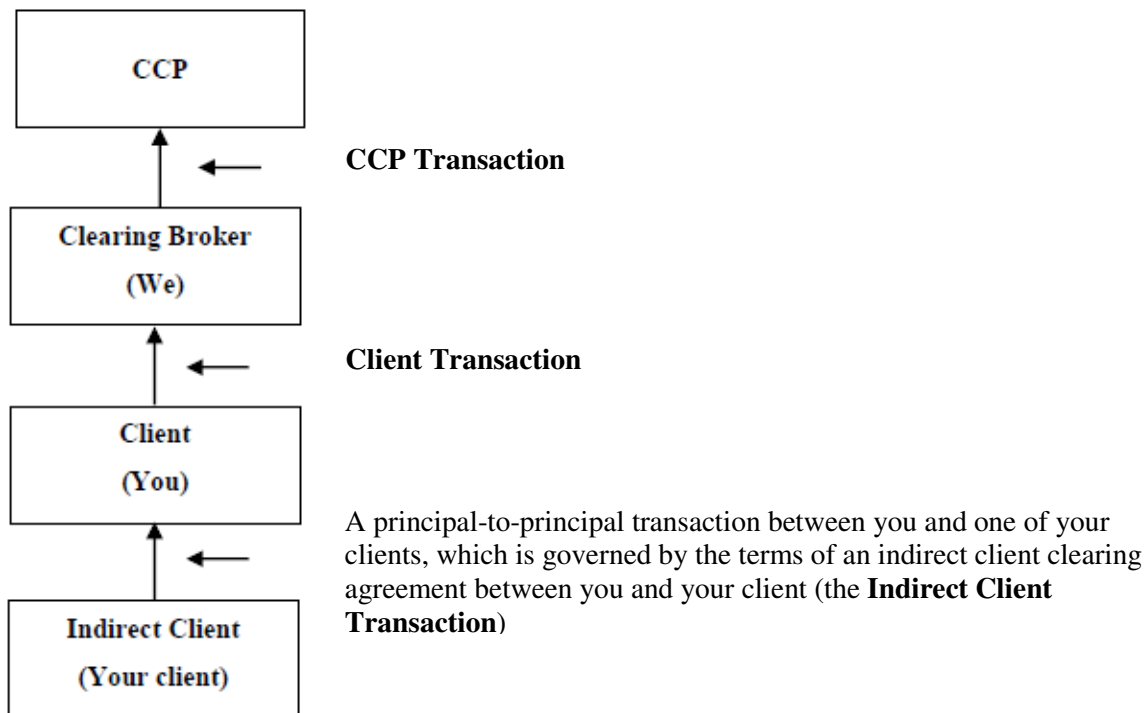 CCP
CCP Transaction
Clearing Broker
(We)
Client Transaction
Client
(You)
A principal-to-principal transaction between you and one of your
clients, which is governed by the terms of an indirect client clearing
agreement between you and your client (the Indirect Client
Transaction)
Indirect Client
(Your client)